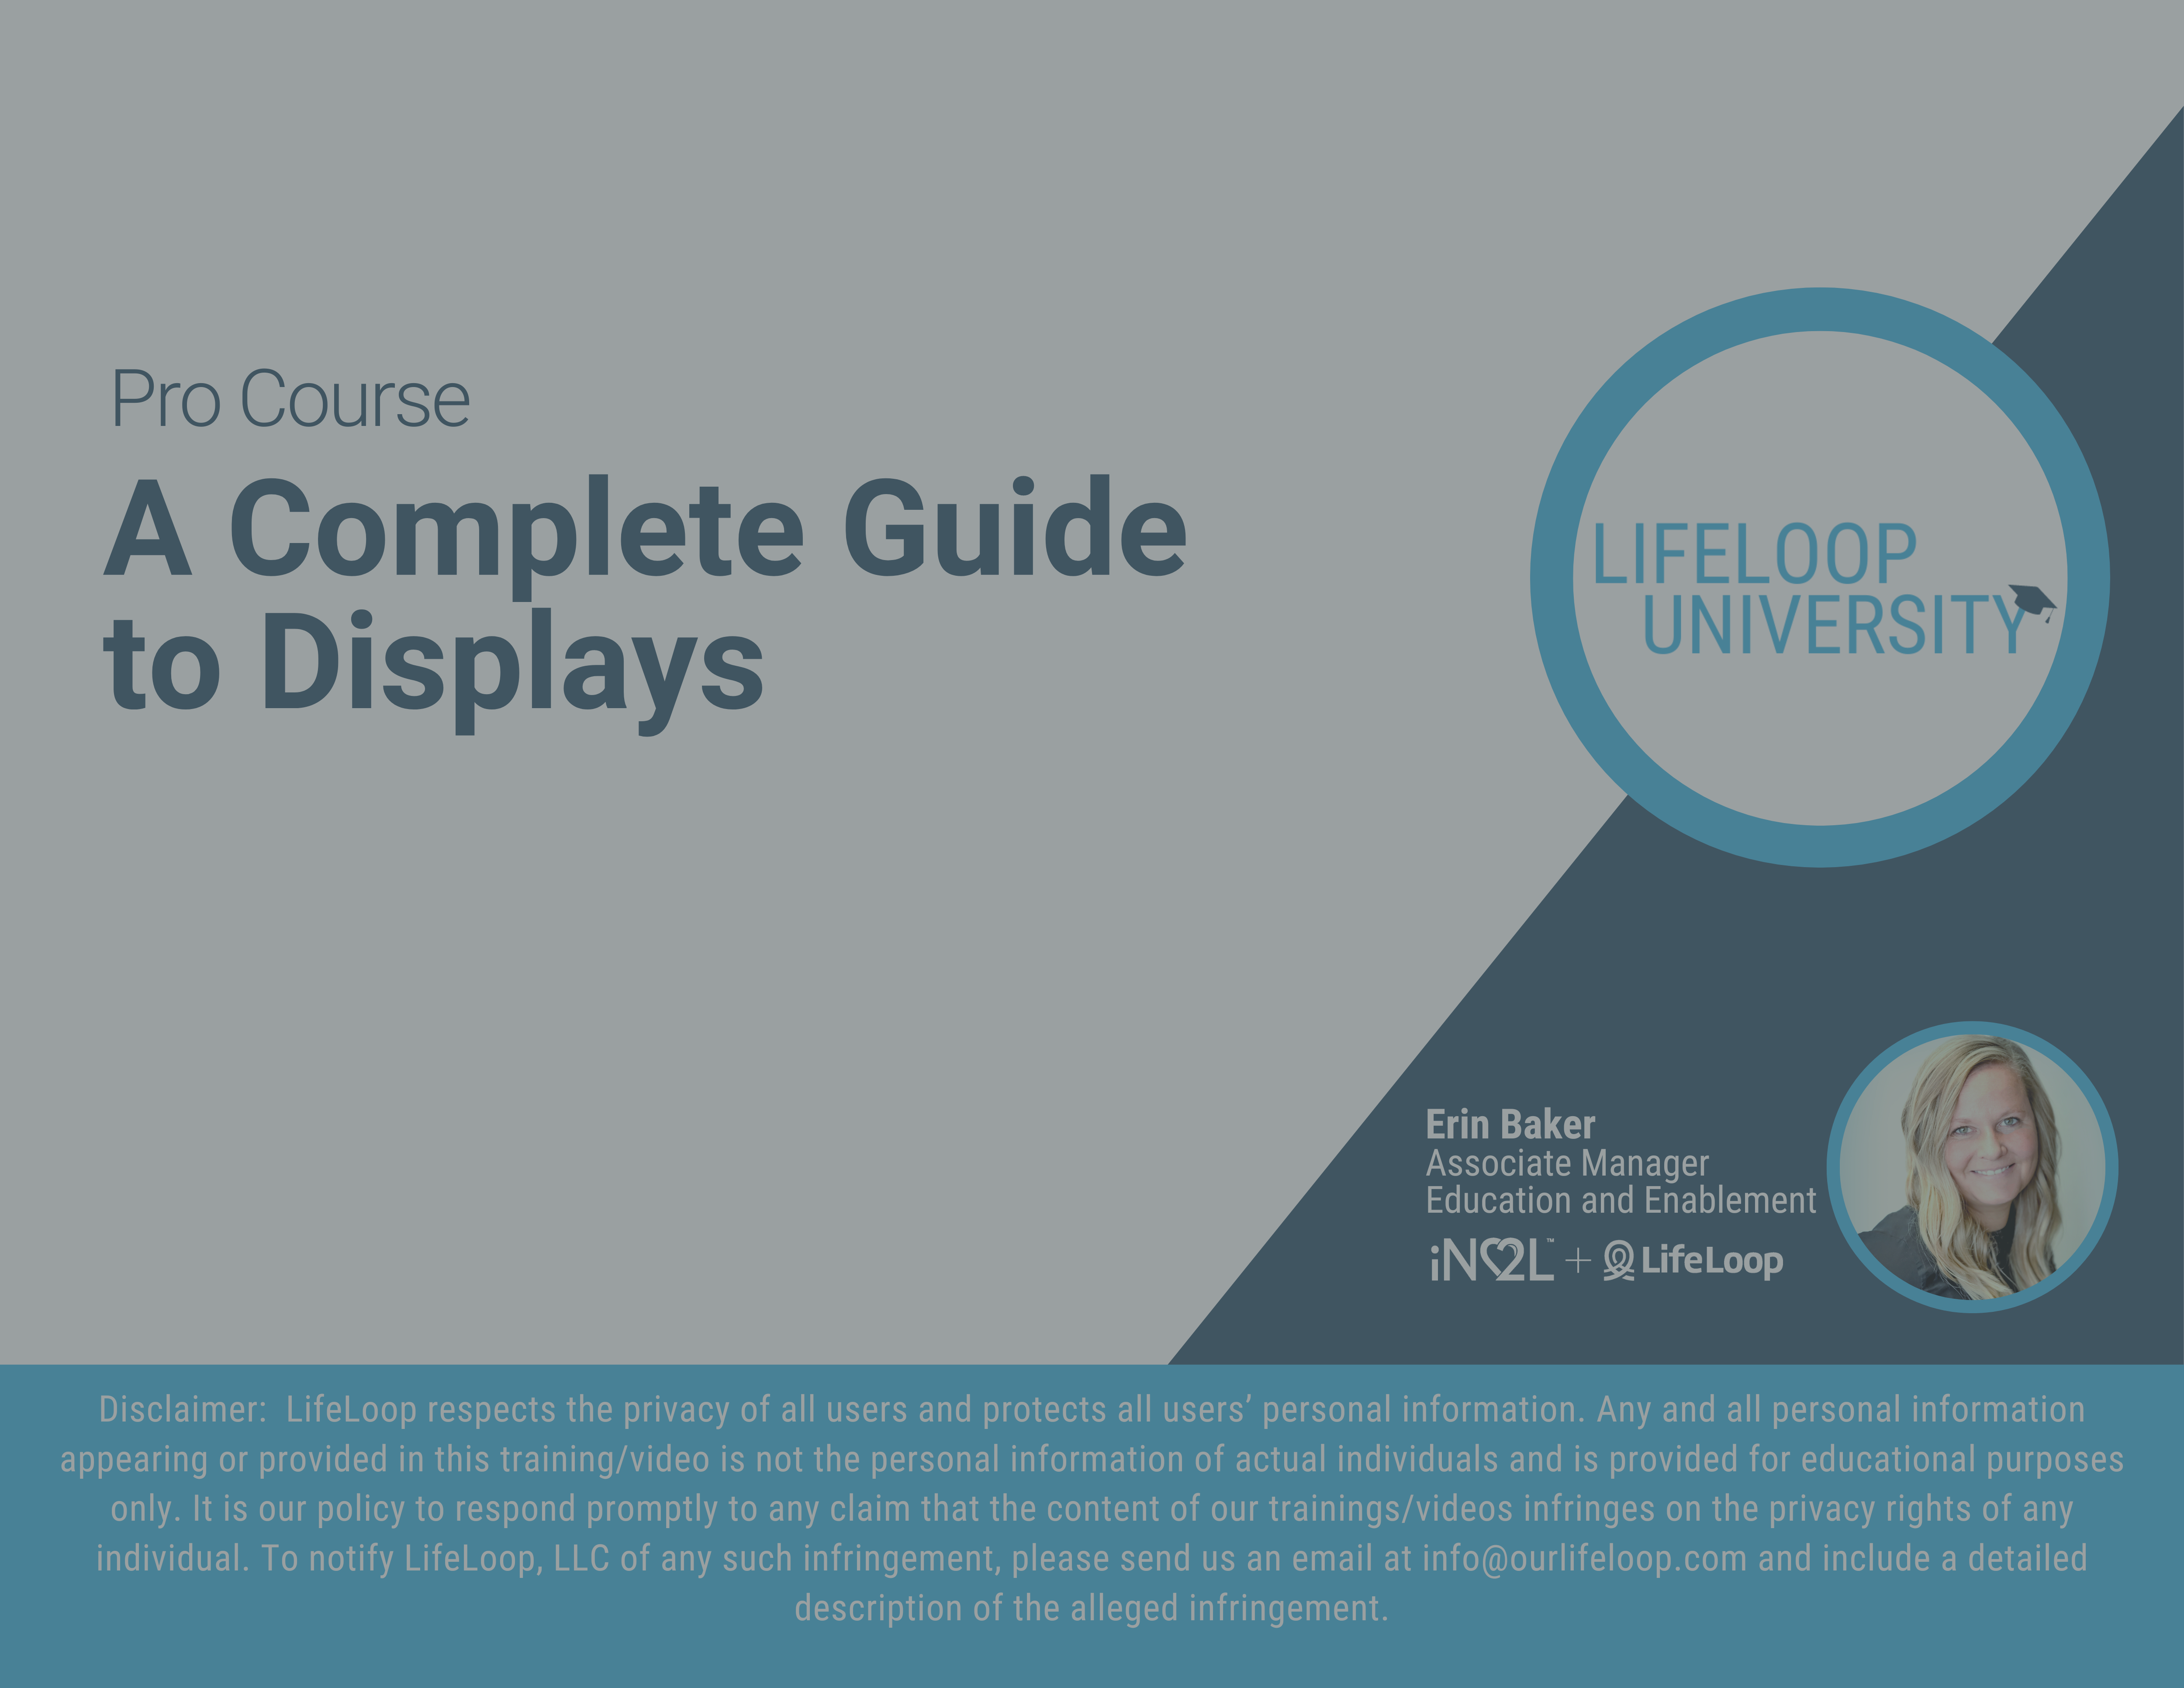 Pro Course
A Complete Guide
to Displays
LIFELOOP
UNIVERSITY
Erin Baker
Associate Manager
Education and Enablement
iN2L™ + LifeLoop
Disclaimer:  LifeLoop respects the privacy of all users and protects all users’ personal information. Any and all personal information
appearing or provided in this training/video is not the personal information of actual individuals and is provided for educational purposes
only. It is our policy to respond promptly to any claim that the content of our trainings/videos infringes on the privacy rights of any
individual. To notify LifeLoop, LLC of any such infringement, please send us an email at info@ourlifeloop.com and include a detailed
description of the alleged infringement.